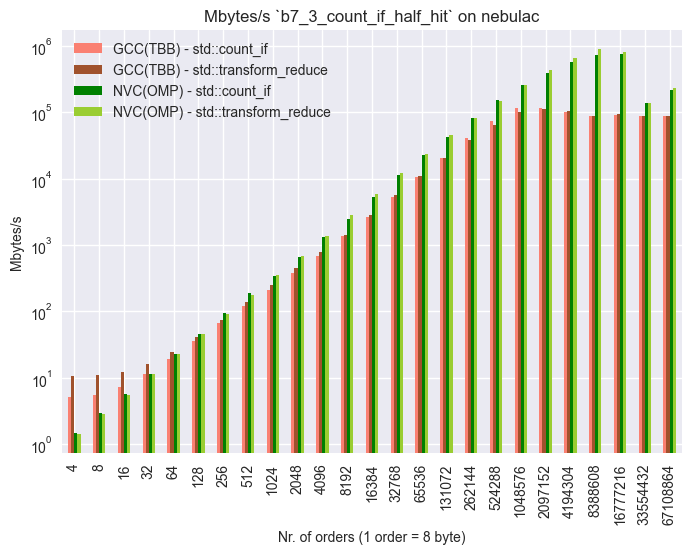 Mbytes/s `b7_3_count_if_half_hit` on nebulac
GCC(TBB) - std::count_if
GCC(TBB) - std::transform_reduce
NVC(OMP) - std::count_if
NVC(OMP) - std::transform_reduce
Mbytes/s
10^6
10^5
10^4
10^3
10^2
10^1
10^0
4 8 16 32 64 128 256 512 1024 2048 4096 8192 16384 32768 65536 131072 262144 524288 1048576 2097152 4194304 8388608 16777216 33554432 67108864
Nr. of orders (1 order = 8 byte)